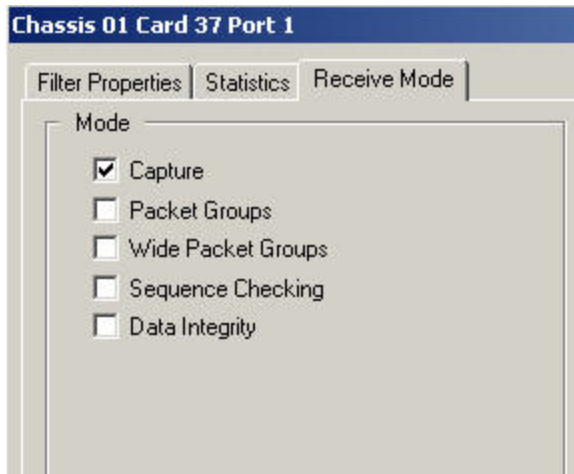 Chassis 01 Card 37 Port 1
Filter Properties Statistics Receive Mode
Mode
Capture
Packet Groups
Wide Packet Groups
Sequence Checking
Data Integrity